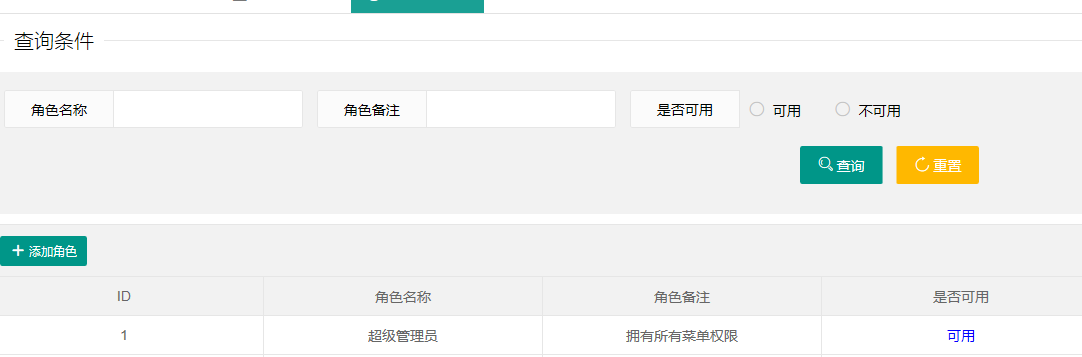 查询条件
角色名称 角色备注 是否可用 可用 不可用
查询 重置
添加角色
ID 角色名称 角色备注 是否可用
1 超级管理员 拥有所有菜单权限 可用